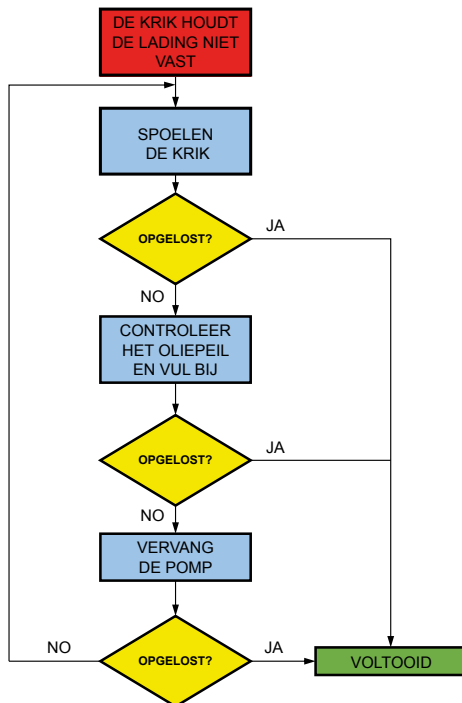 DE KRIK HOUDT
DE LADING NIET
VAST
SPOELEN
DE KRIK
OPGELOST?
JA
NO
CONTROLEER
HET OLIEPEIL
EN VUL BIJ
OPGELOST?
JA
NO
VERVANG
DE POMP
NO
OPGELOST?
JA
VOLTOOID